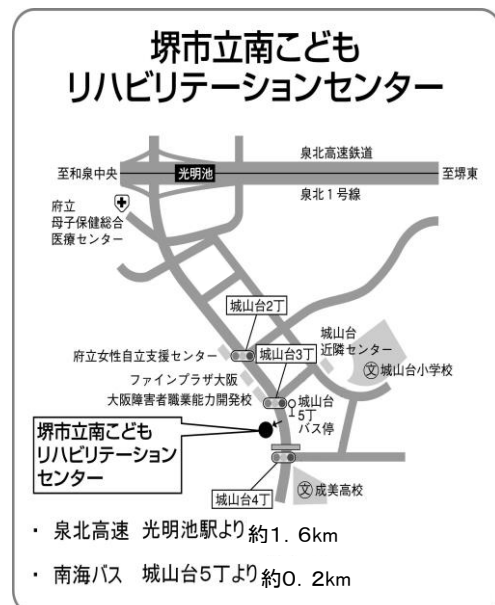 堺市立南こども
リハビリテーションセンター
泉北高速鉄道
至和泉中央
光明池
至堺東
泉北1号線
府立
母子保健総合
医療センター
城山台2丁
城山台
近隣センター
府立女性自立支援センター
城山台3丁
文城山台小学校
ファインプラザ大阪
大阪障害者職業能力開発校
城山台
5丁
バス停
堺市立南こども
リハビリテーション
センター
城山台4丁
文成美高校
・ 泉北高速 光明池駅より約1.6km
・ 南海バス 城山台5丁より約0.2km